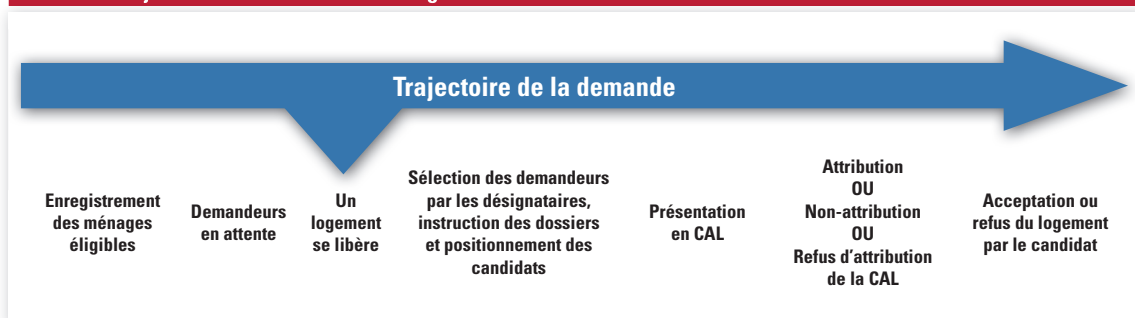 Trajectoire de la demande
Enregistrement
des ménages
éligibles
Demandeurs
en attente
Un
logement
se libère
Sélection des demandeurs
par les désignataires,
instruction des dossiers
et positionnement des
candidats
Présentation
en CAL
Attribution
OU
Non-attribution
OU
Refus d'attribution
de la CAL
Acceptation ou
refus du logement
par le candidat